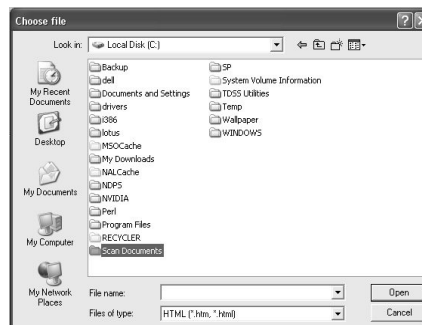 Choose file
Look in: Local Disk (C:)
My Recent
Documents
Desktop
My Documents
My Computer
My Network
Places
Backup
dell
Documents and Settings
drivers
i386
lotus
MSOCache
My Downloads
NALCache
NDPS
NVIDIA
Perl
Program Files
RECYCLER
Scan Documents
SP
System Volume Information
TDSS Utilities
Temp
Wallpaper
WINDOWS
File name:
Open
Files of type: HTML (*.htm, *.html)
Cancel